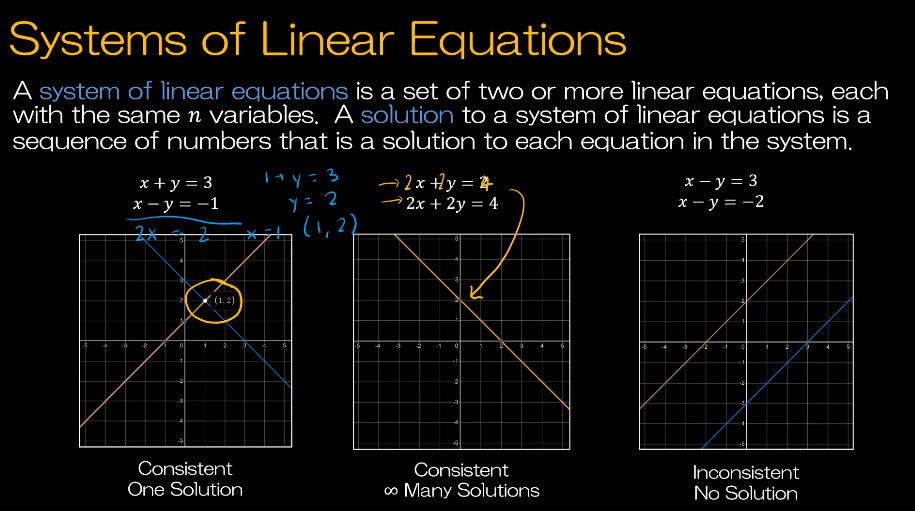 Systems of Linear Equations
A system of linear equations is a set of two or more linear equations, each
with the same n variables. A solution to a system of linear equations is a
sequence of numbers that is a solution to each equation in the system.
x + y = 3
x − y = −1
2x = 2 x = 1 (1, 2)
1 + y = 3
y = 2
(1, 2)
Consistent
One Solution
→ 2x + 2y = 4
→ 2x + 2y = 4
Consistent
∞ Many Solutions
x − y = 3
x − y = −2
Inconsistent
No Solution